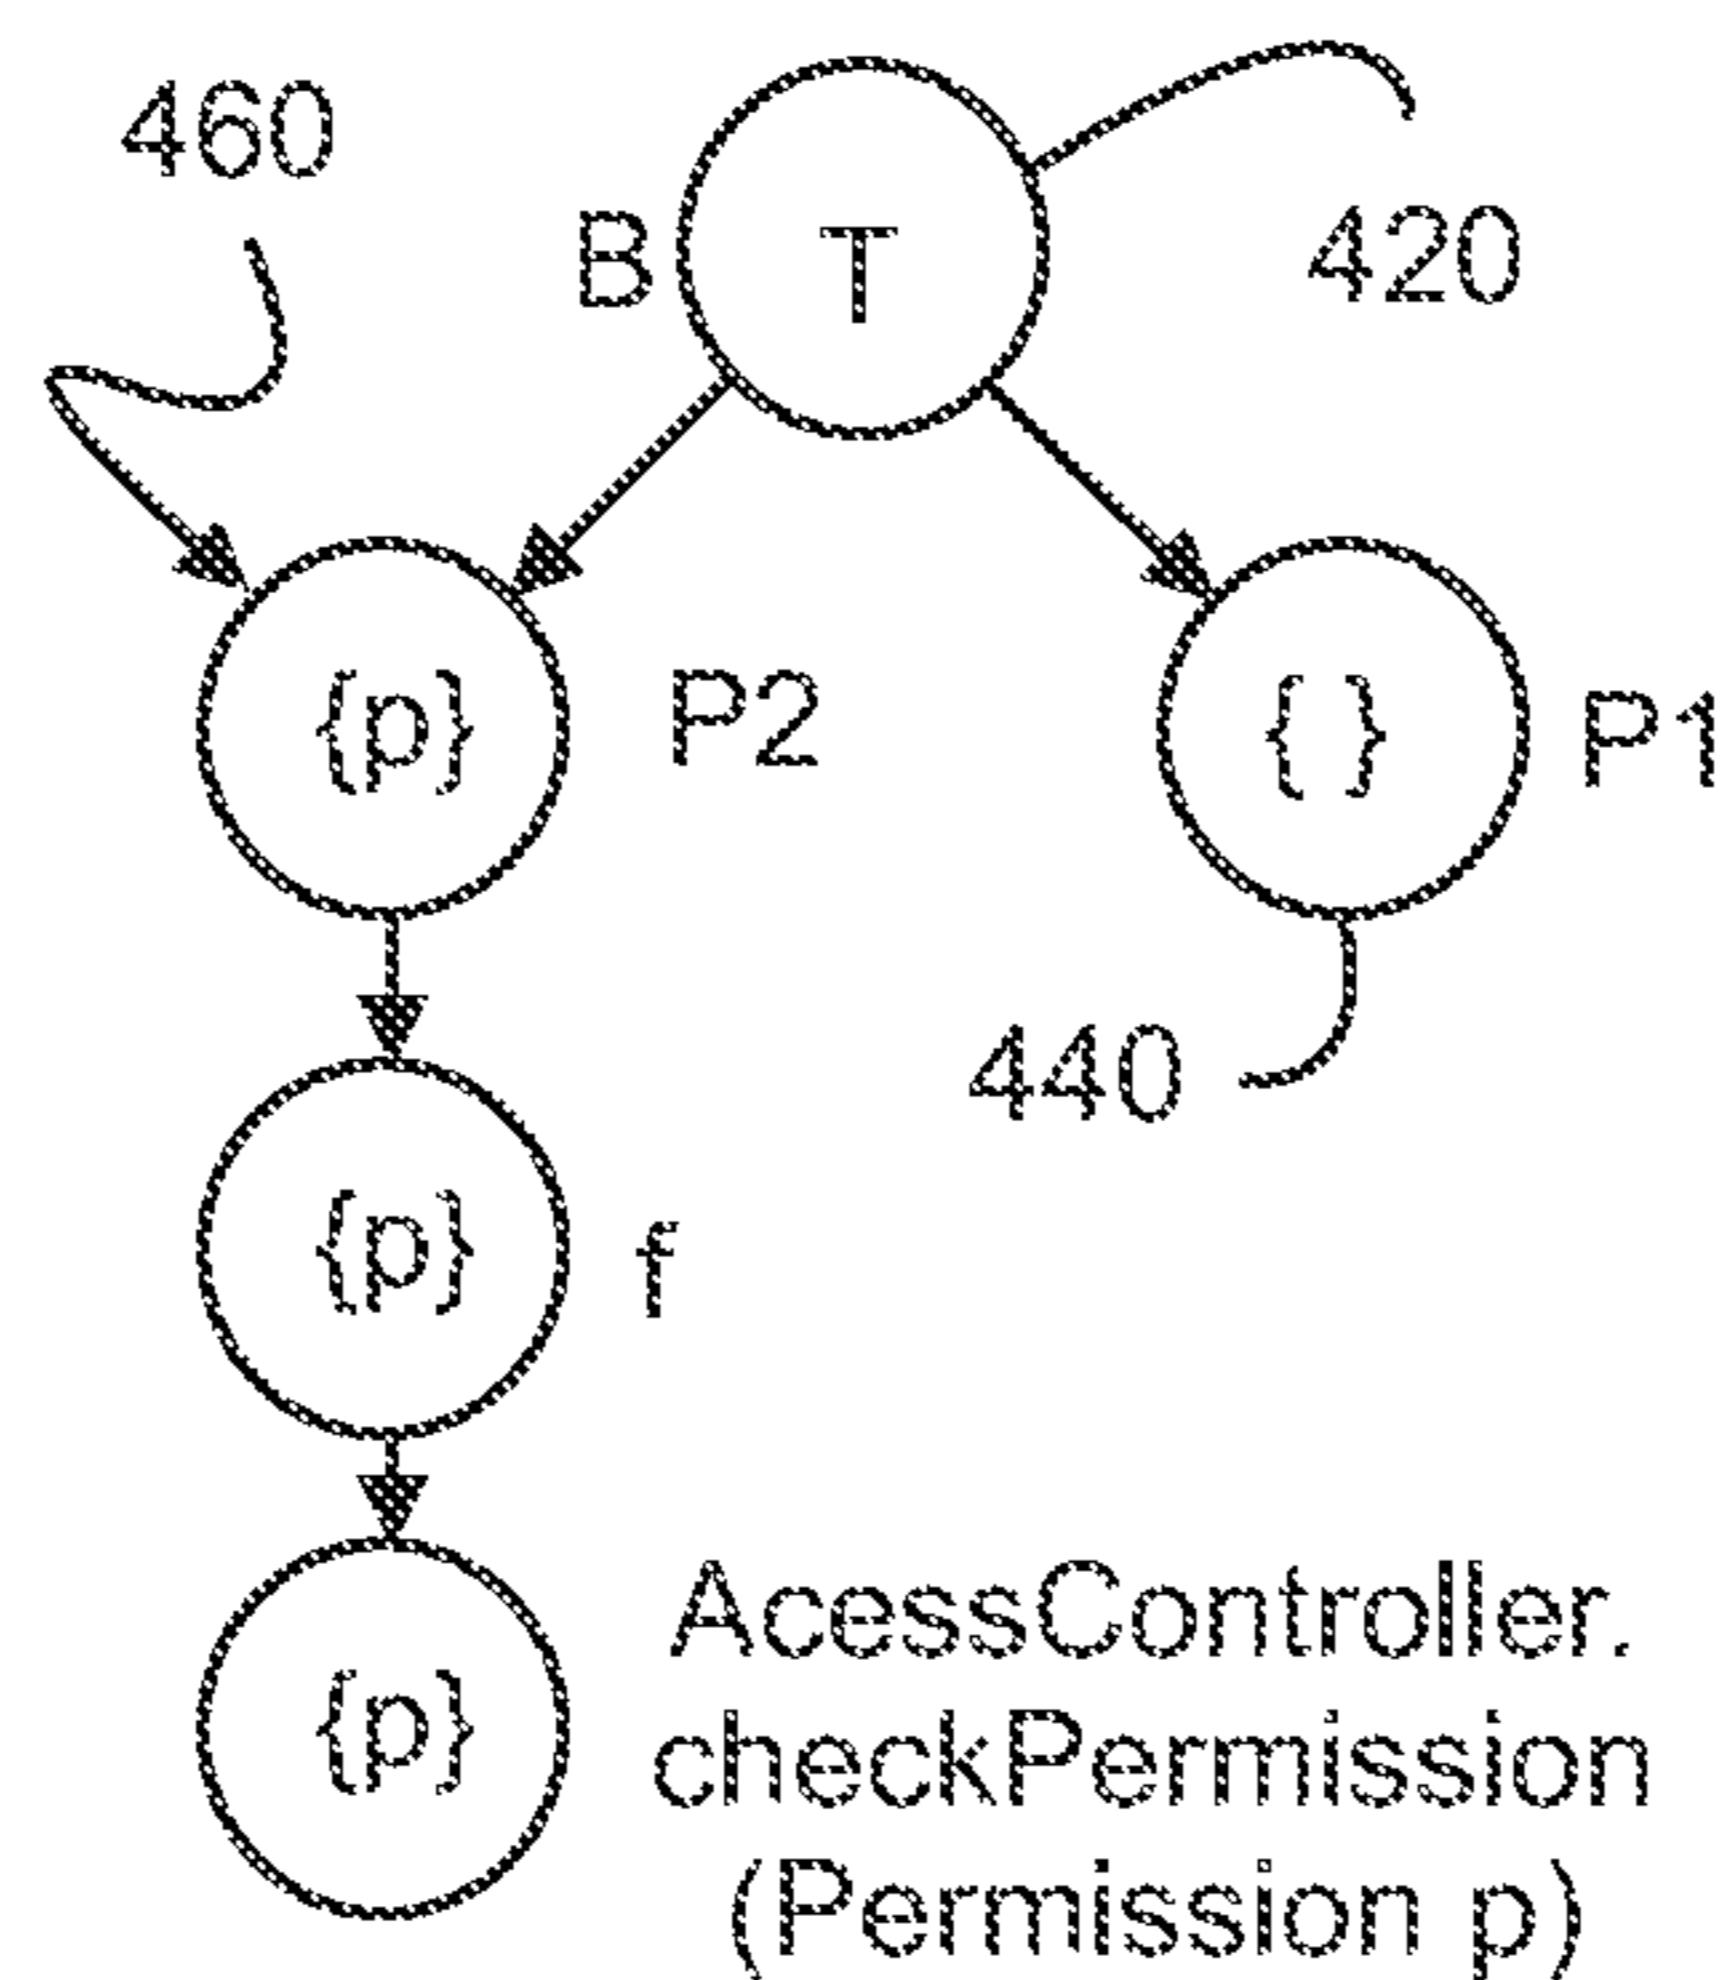 460
B
T
420
{p}
P2
{ }
P1
440
{p}
f
{p}
AcessController.
checkPermission
(Permission p)